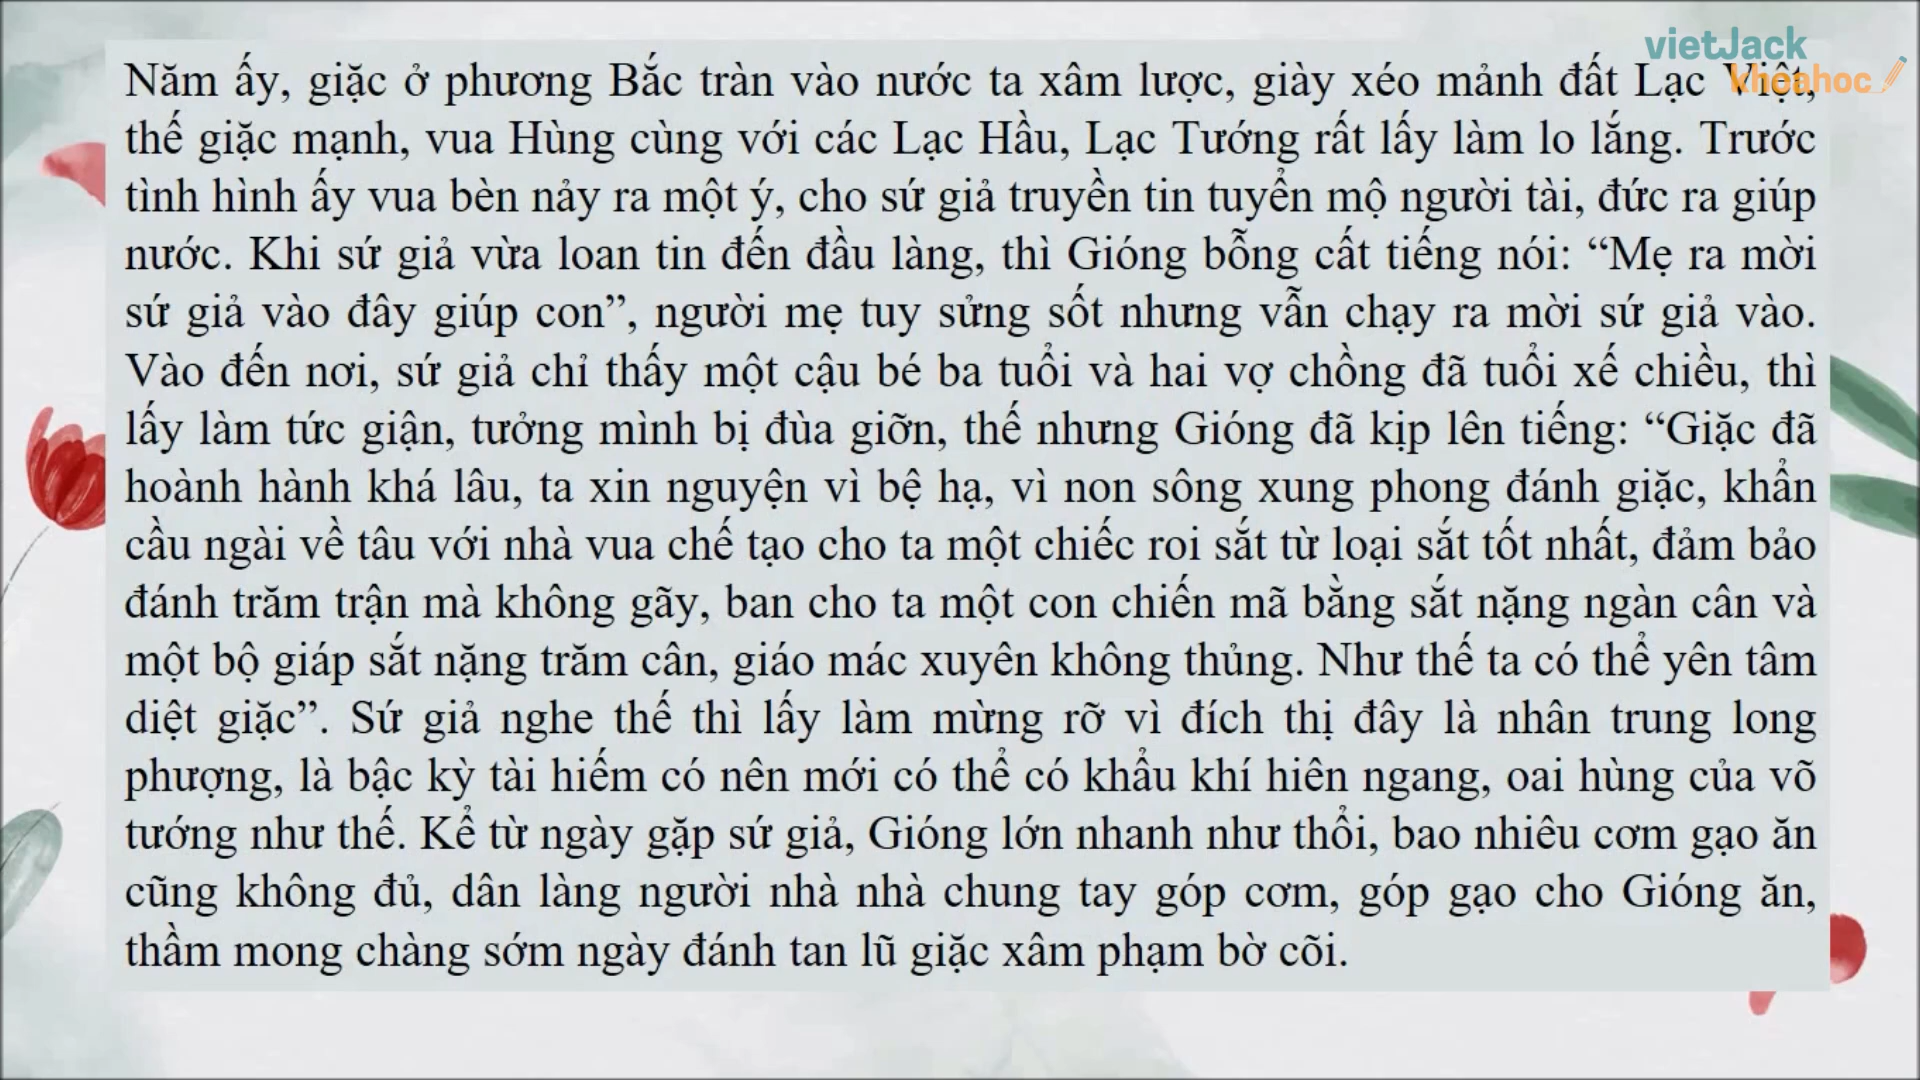 vietJack
khoahoc
Năm ấy, giặc ở phương Bắc tràn vào nước ta xâm lược, giày xéo mảnh đất Lạc Việt,
thế giặc mạnh, vua Hùng cùng với các Lạc Hầu, Lạc Tướng rất lấy làm lo lắng. Trước
tình hình ấy vua bèn nảy ra một ý, cho sứ giả truyền tin tuyển mộ người tài, đức ra giúp
nước. Khi sứ giả vừa loan tin đến đầu làng, thì Gióng bỗng cất tiếng nói: “Mẹ ra mời
sứ giả vào đây giúp con”, người mẹ tuy sửng sốt nhưng vẫn chạy ra mời sứ giả vào.
Vào đến nơi, sứ giả chỉ thấy một cậu bé ba tuổi và hai vợ chồng đã tuổi xế chiều, thì
lấy làm tức giận, tưởng mình bị đùa giỡn, thế nhưng Gióng đã kịp lên tiếng: “Giặc đã
hoành hành khá lâu, ta xin nguyện vì bệ hạ, vì non sông xung phong đánh giặc, khẩn
cầu ngài về tâu với nhà vua chế tạo cho ta một chiếc roi sắt từ loại sắt tốt nhất, đảm bảo
đánh trăm trận mà không gãy, ban cho ta một con chiến mã bằng sắt nặng ngàn cân và
một bộ giáp sắt nặng trăm cân, giáo mác xuyên không thủng. Như thế ta có thể yên tâm
diệt giặc”. Sứ giả nghe thế thì lấy làm mừng rỡ vì đích thị đây là nhân trung long
phượng, là bậc kỳ tài hiếm có nên mới có thể có khẩu khí hiên ngang, oai hùng của võ
tướng như thế. Kể từ ngày gặp sứ giả, Gióng lớn nhanh như thổi, bao nhiêu cơm gạo ăn
cũng không đủ, dân làng người nhà nhà chung tay góp cơm, góp gạo cho Gióng ăn,
thầm mong chàng sớm ngày đánh tan lũ giặc xâm phạm bờ cõi.